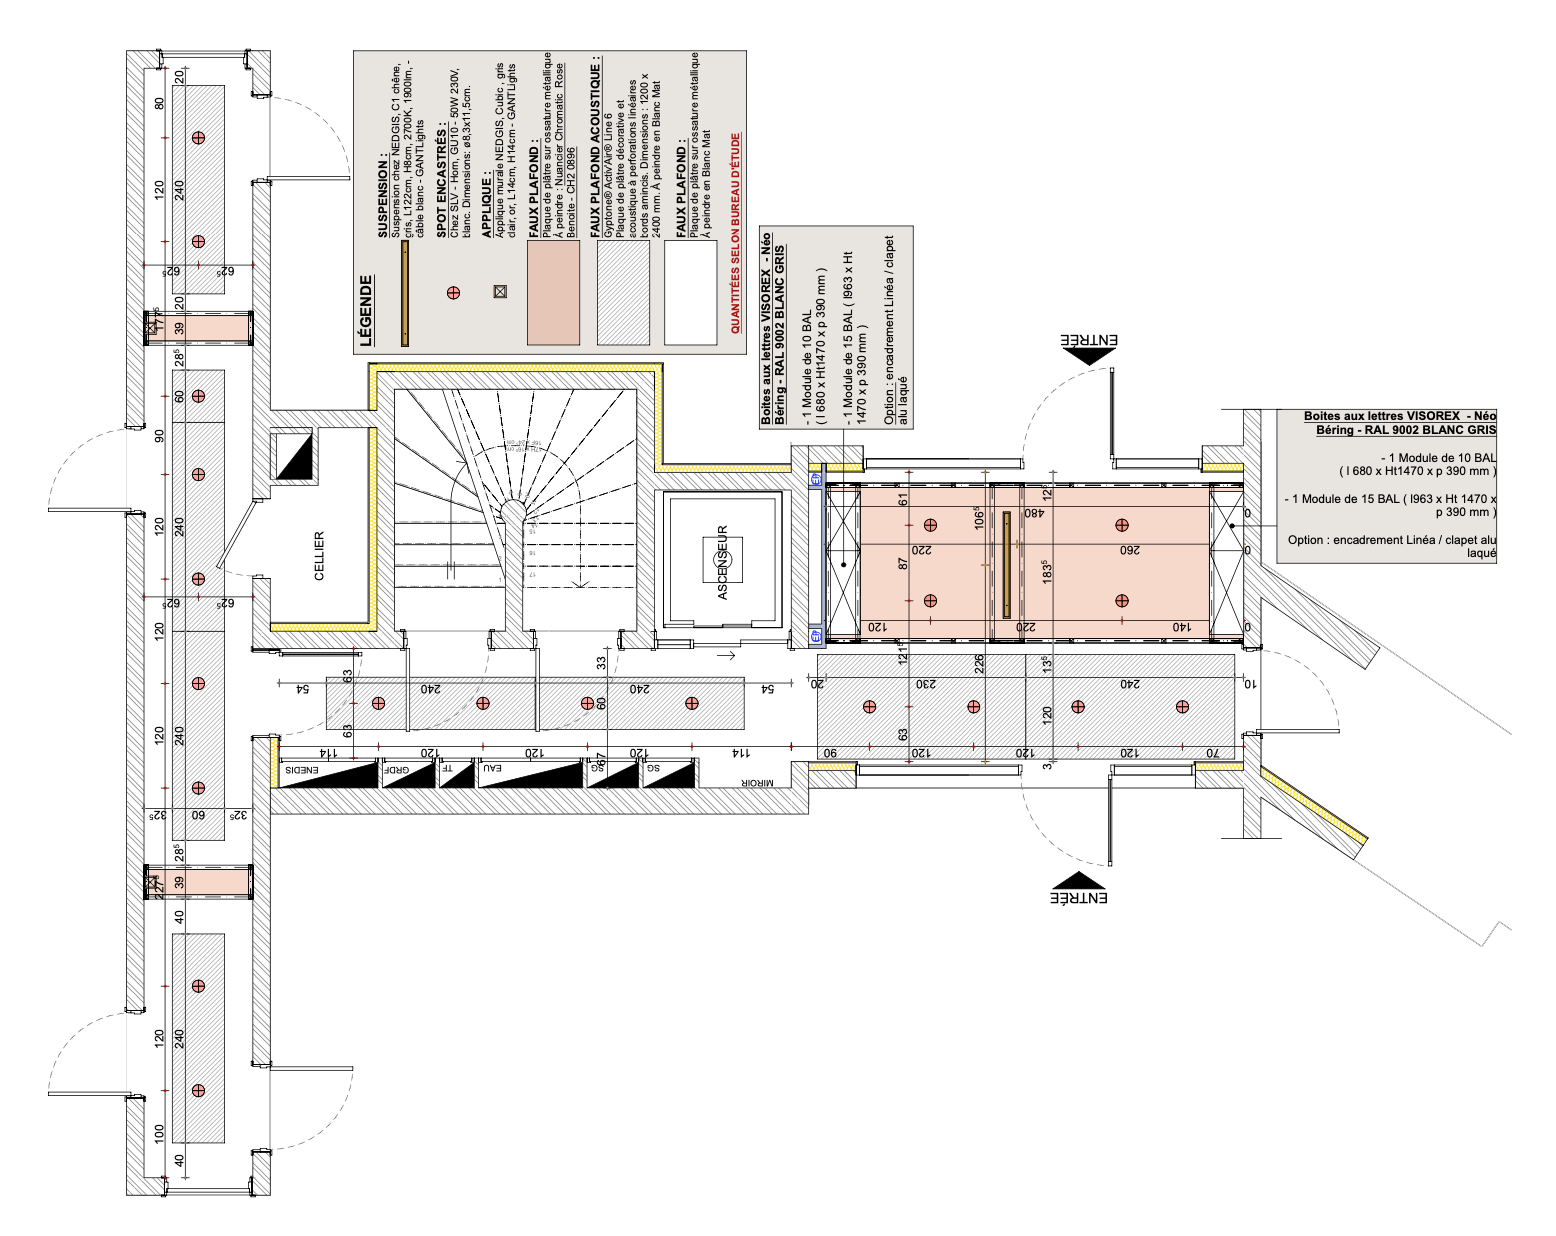 LÉGENDE
SUSPENSION :
Suspension chez NEDGIS, C1 chêne,
gris, L122cm, H8cm, 2700K, 1900lm, -
câble blanc - GANTLights
SPOT ENCASTRÉS :
Chez SLV - Horn, GU10 - 50W 230V,
blanc. Dimensions: ø8,3x11,5cm.
APPLIQUE :
Applique murale NEDGIS, Cubic , gris
clair, or, L14cm, H14cm - GANTLights
FAUX PLAFOND :
Plaque de plâtre sur ossature métallique
À peindre : Nuancier Chromatic Rose
Benoite - CH2 0896
FAUX PLAFOND ACOUSTIQUE :
Gyptone® Activ'Air® Line 6
Plaque de plâtre décorative et
acoustique à perforations linéaires
bords amincis. Dimensions : 1200 x
2400 mm. À peindre en Blanc Mat
FAUX PLAFOND :
Plaque de plâtre sur ossature métallique
À peindre en Blanc Mat
QUANTITÉES SELON BUREAU D'ÉTUDE
Boites aux lettres VISOREX - Néo
Béring - RAL 9002 BLANC GRIS
- 1 Module de 10 BAL
( l 680 x Ht1470 x p 390 mm )
- 1 Module de 15 BAL ( l963 x Ht
1470 x p 390 mm )
Option : encadrement Linéa / clapet
alu laqué
Boites aux lettres VISOREX - Néo
Béring - RAL 9002 BLANC GRIS
- 1 Module de 10 BAL
( l 680 x Ht1470 x p 390 mm )
- 1 Module de 15 BAL ( l963 x Ht 1470 x
p 390 mm )
Option : encadrement Linéa / clapet alu
laqué
ENTRÉE
ENTRÉE
CELLIER
ASCENSEUR
ENEDIS
GRDF
TF
EAU
SG
SG
MIROIR
20
80
120
240
62⁵
62⁵
20
17⁵
39
28⁵
60
90
120
240
62⁵
62⁵
120
120
240
32⁵
60
32⁵
28⁵
227⁵
39
40
120
240
100
40
54
63
240
240
33
54
60
63
114
120
120
120
114
67
20
230
240
10
121⁵
226
13⁵
120
63
90
120
120
120
70
3
61
106⁵
480
12⁵
0
220
260
0
87
183⁵
120
220
140
0